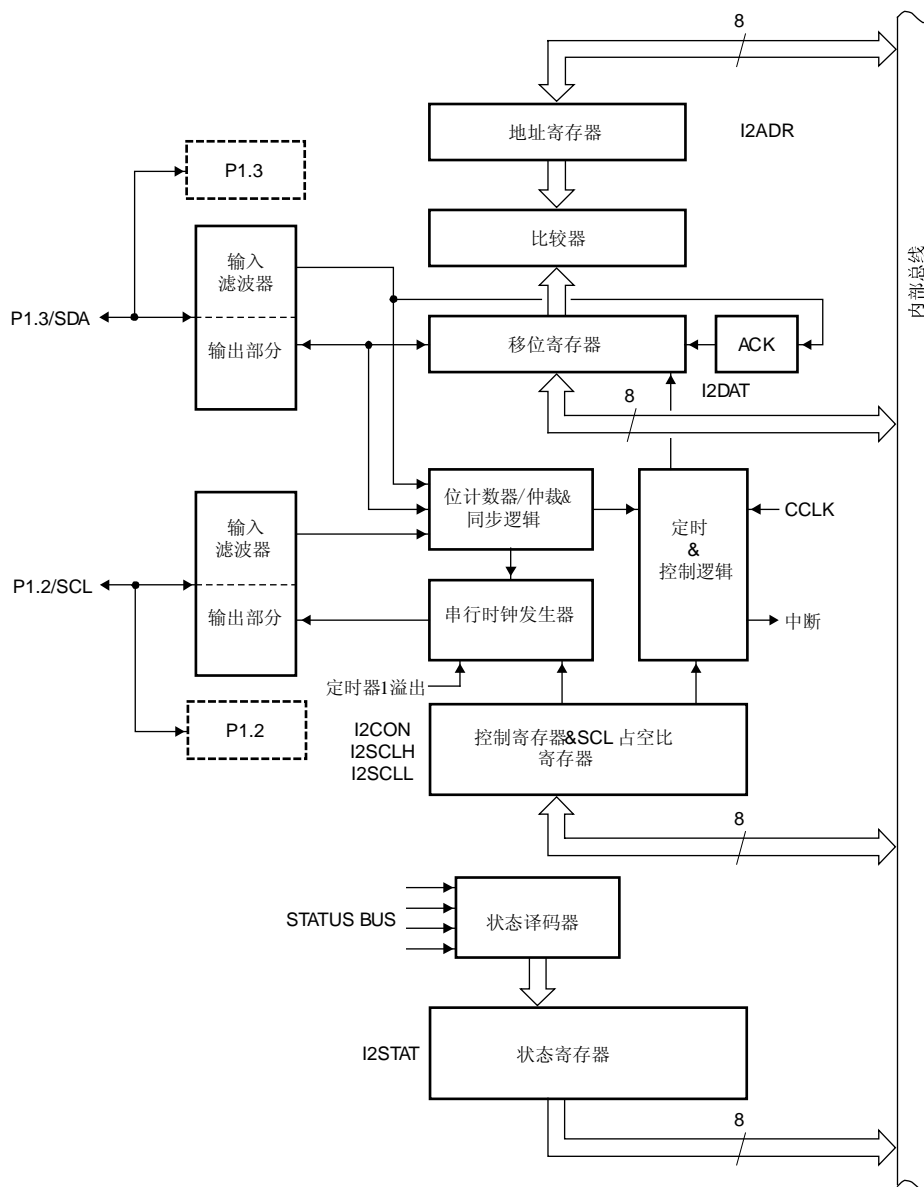 8
地址寄存器
I2ADR
P1.3
比较器
输入
滤波器
内部总线
P1.3/SDA
输出部分
移位寄存器
ACK
I2DAT
8
位计数器/仲裁&
同步逻辑
输入
滤波器
定时
&
控制逻辑
CCLK
P1.2/SCL
输出部分
串行时钟发生器
中断
定时器1溢出
P1.2
I2CON
I2SCLH
I2SCLL
控制寄存器&SCL 占空比
寄存器
8
STATUS BUS
状态译码器
I2STAT
状态寄存器
8